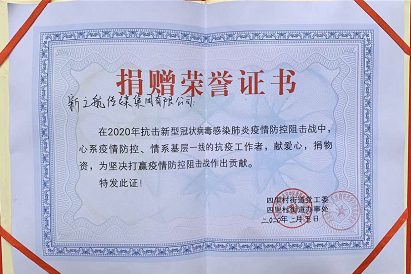 捐赠荣誉证书
新之航传媒集团有限公司
在2020年抗击新型冠状病毒感染肺炎疫情防控阻击战中，
心系疫情防控、情系基层一线的抗疫工作者，献爱心，捐物
资，为坚决打赢疫情防控阻击战作出贡献。
特发此证！
四里村街道党工委
四里村街道办事处
二〇二〇年二月五日